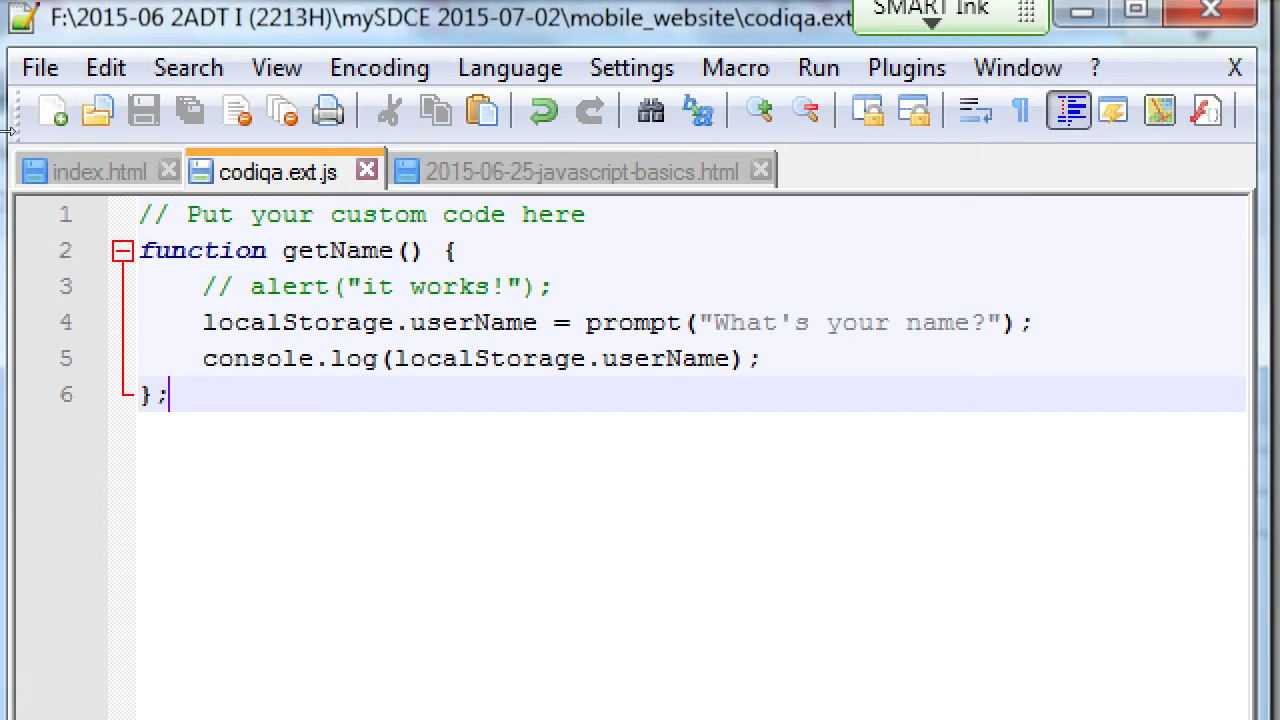 F:\2015-06 2ADT I (2213H)\mySDCE 2015-07-02\mobile_website\codiqa.ext
SMART Ink
File Edit Search View Encoding Language Settings Macro Run Plugins Window ? X
index.html codiqa.ext.js 2015-06-25-javascript-basics.html
1 // Put your custom code here
2 function getName() {
3 // alert("it works!");
4 localStorage.userName = prompt("What's your name?");
5 console.log(localStorage.userName);
6 };